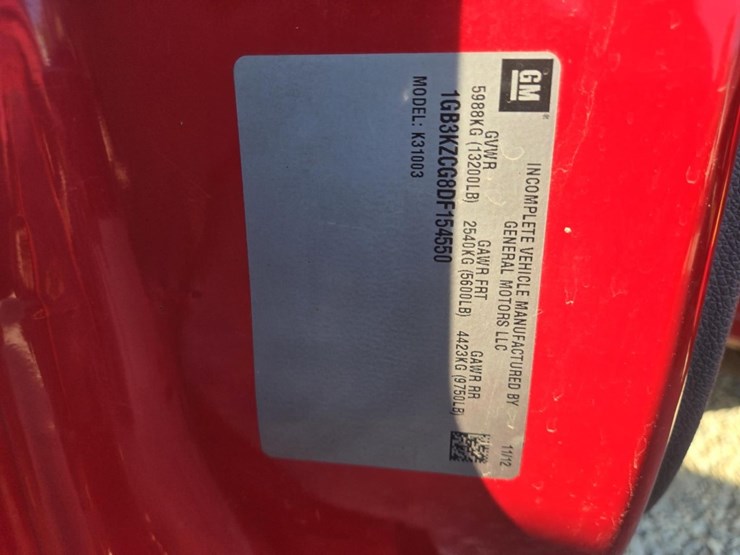 GM
INCOMPLETE VEHICLE MANUFACTURED BY
GENERAL MOTORS LLC
11/12
GVWR GAWR FRT GAWR RR
5988KG (13200LB) 2540KG (5600LB) 4423KG (9750LB)
1GB3KZCG8DF154550
MODEL: K31003